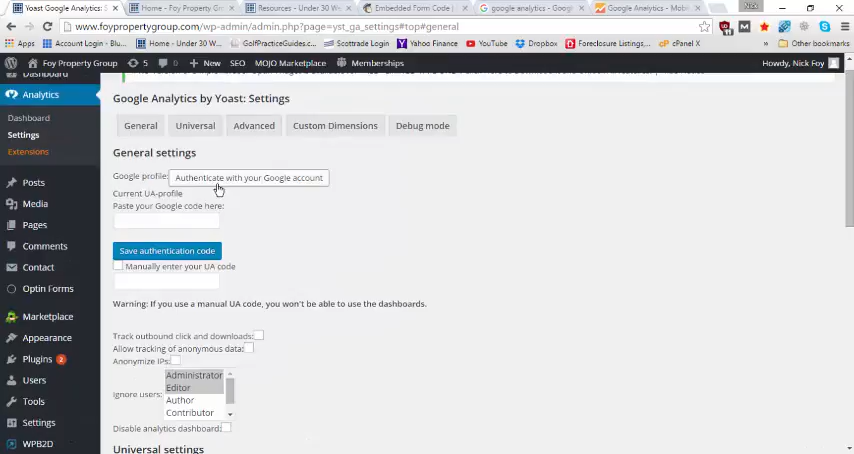 Yoast Google Analytics: S
Home - Foy Property Grou
Resources - Under 30 Wea
Embedded Form Code |
google analytics - Google
Google Analytics - Mobil
Nick
www.foypropertygroup.com/wp-admin/admin.php?page=yst_ga_settings#top#general
Apps
Account Login - Blu...
Home - Under 30 W...
GolfPracticeGuides.c...
Scottrade Login
Yahoo Finance
YouTube
Dropbox
Foreclosure Listings,...
cPanel X
Other bookmarks
Foy Property Group
5
0
New
SEO
MOJO Marketplace
Memberships
Howdy, Nick Foy
Dashboard
Analytics
Dashboard
Settings
Extensions
Posts
Media
Pages
Comments
Contact
Optin Forms
Marketplace
Appearance
Plugins 2
Users
Tools
Settings
WPB2D
Google Analytics by Yoast: Settings
General
Universal
Advanced
Custom Dimensions
Debug mode
General settings
Google profile: Authenticate with your Google account
Current UA-profile
Paste your Google code here:
Save authentication code
Manually enter your UA code
Warning: If you use a manual UA code, you won't be able to use the dashboards.
Track outbound click and downloads:
Allow tracking of anonymous data:
Anonymize IPs:
Ignore users:
Administrator
Editor
Author
Contributor
Disable analytics dashboard:
Universal settings